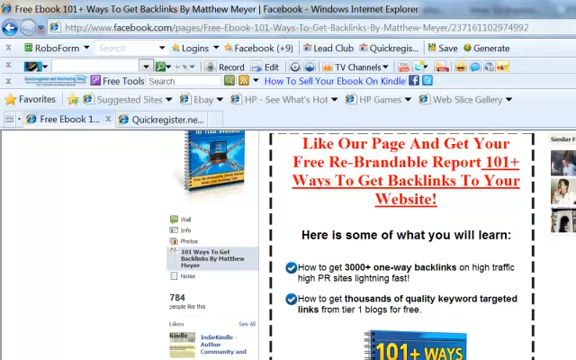 Free Ebook 101+ Ways To Get Backlinks By Matthew Meyer | Facebook - Windows Internet Explorer
http://www.facebook.com/pages/Free-Ebook-101-Ways-To-Get-Backlinks-By-Matthew-Meyer/237161102974992
x RoboForm Search Logins Facebook (+9) Lead Club Quickregis... Save Generate
x Record Edit TV Channels
x Free Tools Search How To Sell Your Ebook On Kindle
Favorites Suggested Sites Ebay HP - See What's Hot HP Games Web Slice Gallery
Free Ebook 101... x Quickregister.ne...
to Your Website
Wall
Info
Photos
101 Ways To Get
Backlinks By Matthew
Meyer
Notes
784
people like this
Likes See All
IndieKindle -
Author
Community and
Like Our Page And Get Your
Free Re-Brandable Report 101+
Ways To Get Backlinks To Your
Website!
Here is some of what you will learn:
How to get 3000+ one-way backlinks on high traffic
high PR sites lightning fast!
How to get thousands of quality keyword targeted
links from tier 1 blogs for free.
101 WAYS
Similar F